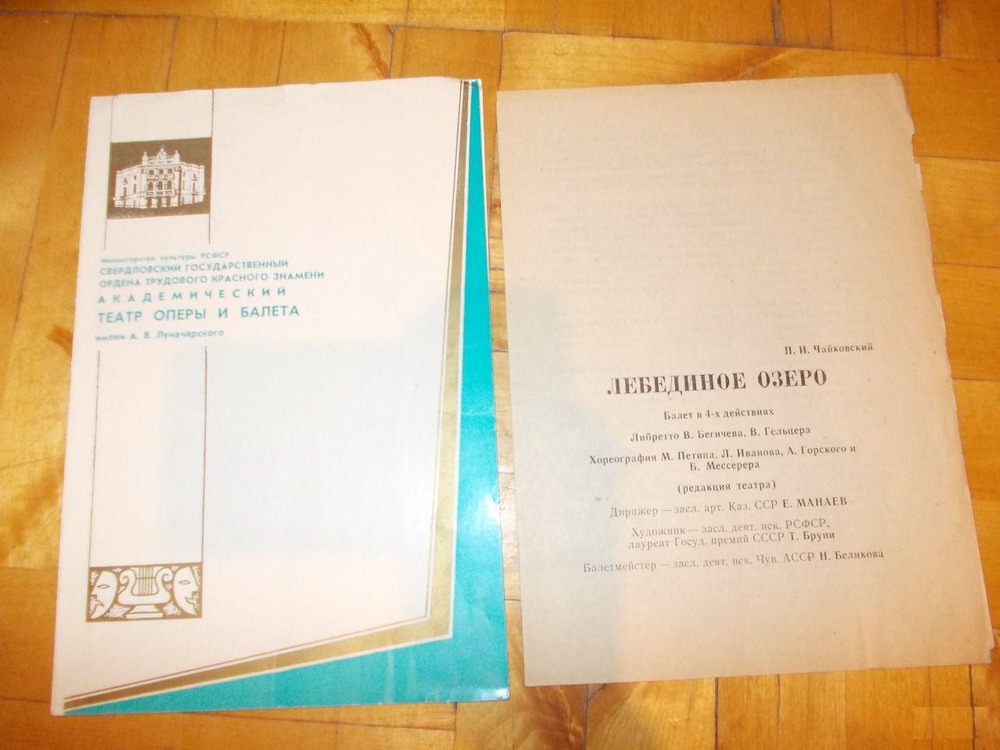 Министерство культуры РСФСР
СВЕРДЛОВСКИЙ ГОСУДАРСТВЕННЫЙ
ОРДЕНА ТРУДОВОГО КРАСНОГО ЗНАМЕНИ
АКАДЕМИЧЕСКИЙ
ТЕАТР ОПЕРЫ И БАЛЕТА
имени А. В. Луначарского
П. И. Чайковский
ЛЕБЕДИНОЕ ОЗЕРО
Балет в 4-х действиях
Либретто В. Бегичева, В. Гельцера
Хореография М. Петипа, Л. Иванова, А. Горского и
Б. Мессерера
(редакция театра)
Дирижер — засл. арт. Каз. ССР Е. МАНАЕВ
Художник — засл. деят. иск. РСФСР,
лауреат Госуд. премий СССР Т. Бруни
Балетмейстер — засл. деят. иск. Чув. АССР Н. Беликова